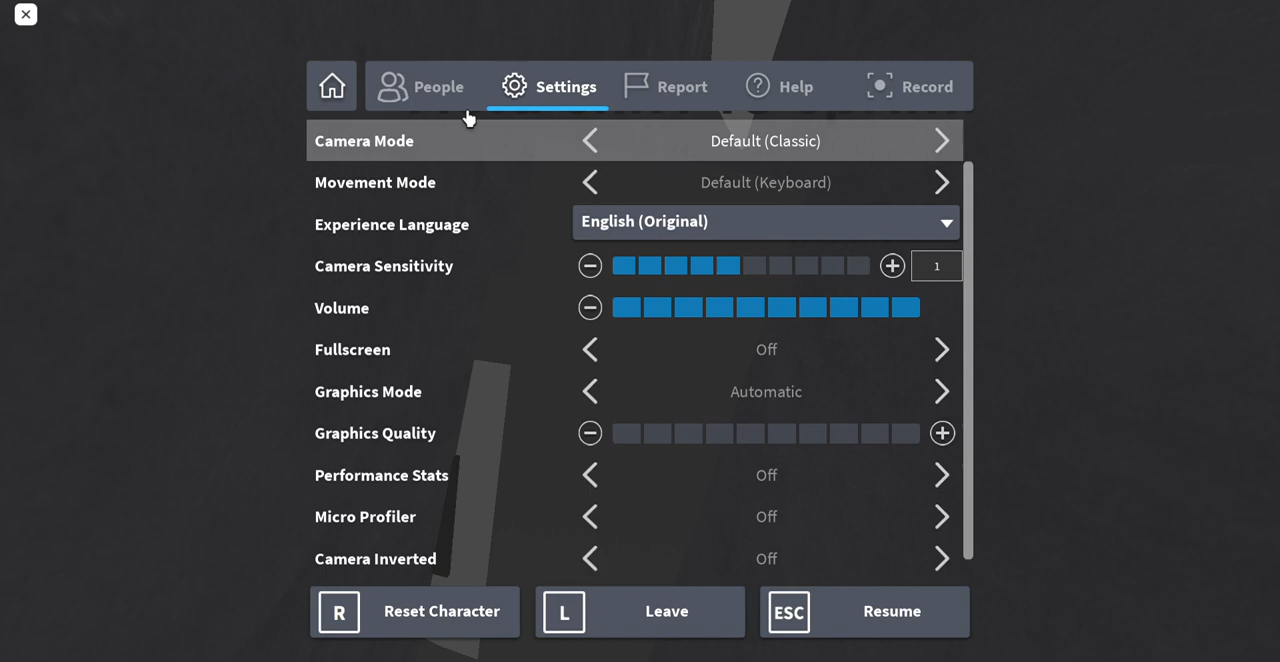 People Settings Report Help Record
Camera Mode Default (Classic)
Movement Mode Default (Keyboard)
Experience Language English (Original)
Camera Sensitivity 1
Volume
Fullscreen Off
Graphics Mode Automatic
Graphics Quality
Performance Stats Off
Micro Profiler Off
Camera Inverted Off
R Reset Character L Leave ESC Resume